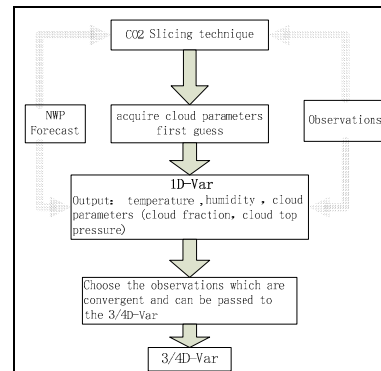 CO2 Slicing technique
NWP
Forecast
acquire cloud parameters
first guess
Observations
1D-Var
Output: temperature ,humidity , cloud
parameters (cloud fraction, cloud top
pressure)
Choose the observations which are
convergent and can be passed to
the 3/4D-Var
3/4D-Var